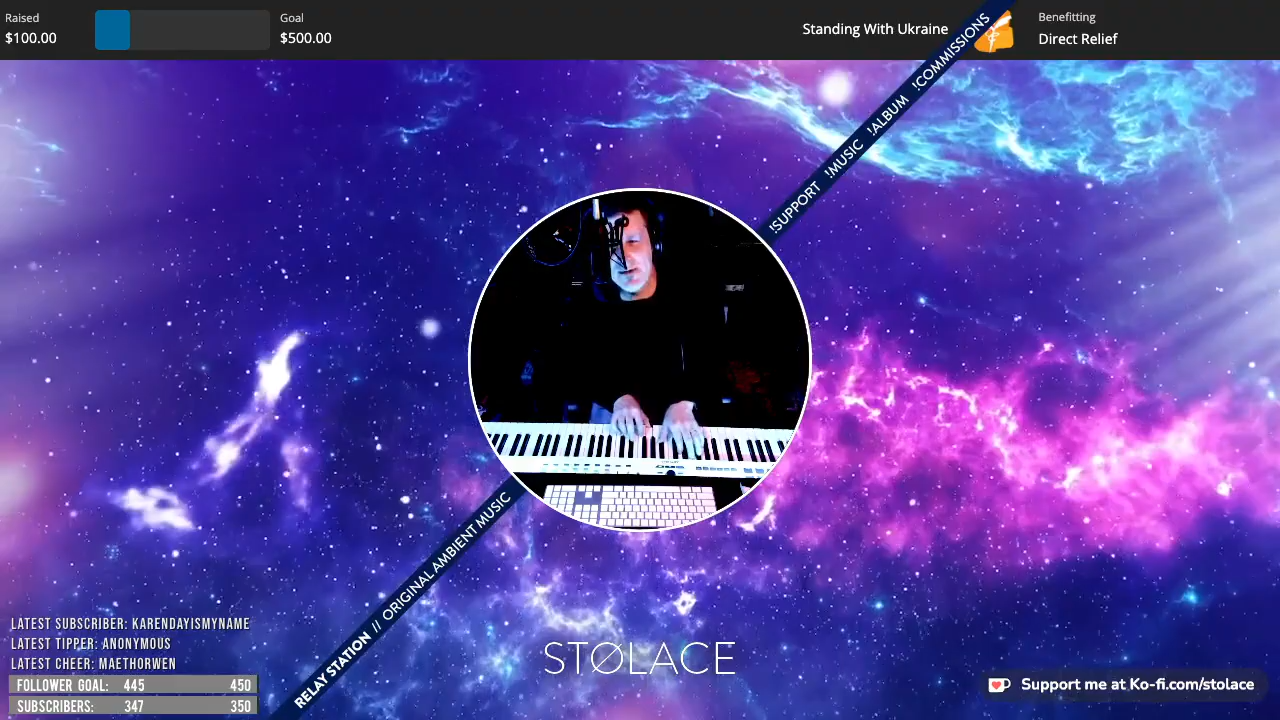 Raised
$100.00
Goal
$500.00
Standing With Ukraine
Benefitting
Direct Relief
!SUPPORT !MUSIC !ALBUM !COMMISSIONS
RELAY STATION // ORIGINAL AMBIENT MUSIC
STØLACE
LATEST SUBSCRIBER: KARENDAYISMYNAME
LATEST TIPPER: ANONYMOUS
LATEST CHEER: MAETHORWEN
FOLLOWER GOAL: 445 450
SUBSCRIBERS: 347 350
Support me at Ko-fi.com/stolace